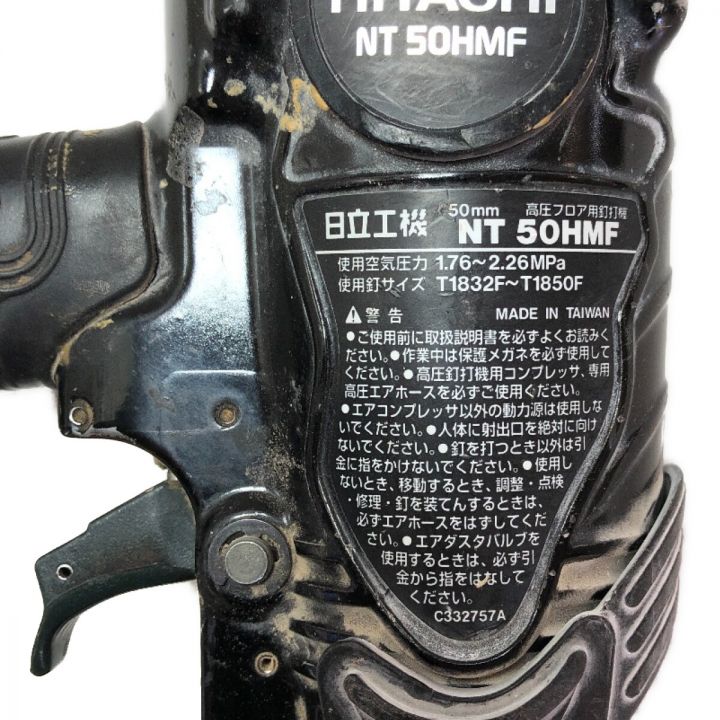 HITACHI
NT 50HMF
50mm 高圧フロア用釘打機
日立工機 NT 50HMF
使用空気圧力 1.76～2.26MPa
使用釘サイズ T1832F～T1850F
⚠警告 MADE IN TAIWAN
●ご使用前に取扱説明書を必ずよくお読みく
ださい。●作業中は保護メガネを必ず使用して
ください。●高圧釘打機用コンプレッサ、専用
高圧エアホースを必ずご使用ください。
●エアコンプレッサ以外の動力源は使用しな
いでください。●人体に射出口を絶対に向け
ないでください。●釘を打つとき以外は引
金に指をかけないでください。●使用し
ないとき、移動するとき、調整・点検
・修理・釘を装てんするときは、
必ずエアホースをはずしてくだ
さい。●エアダスタバルブを
使用するときは、必ず引
金から指をはなして
ください。
C332757A